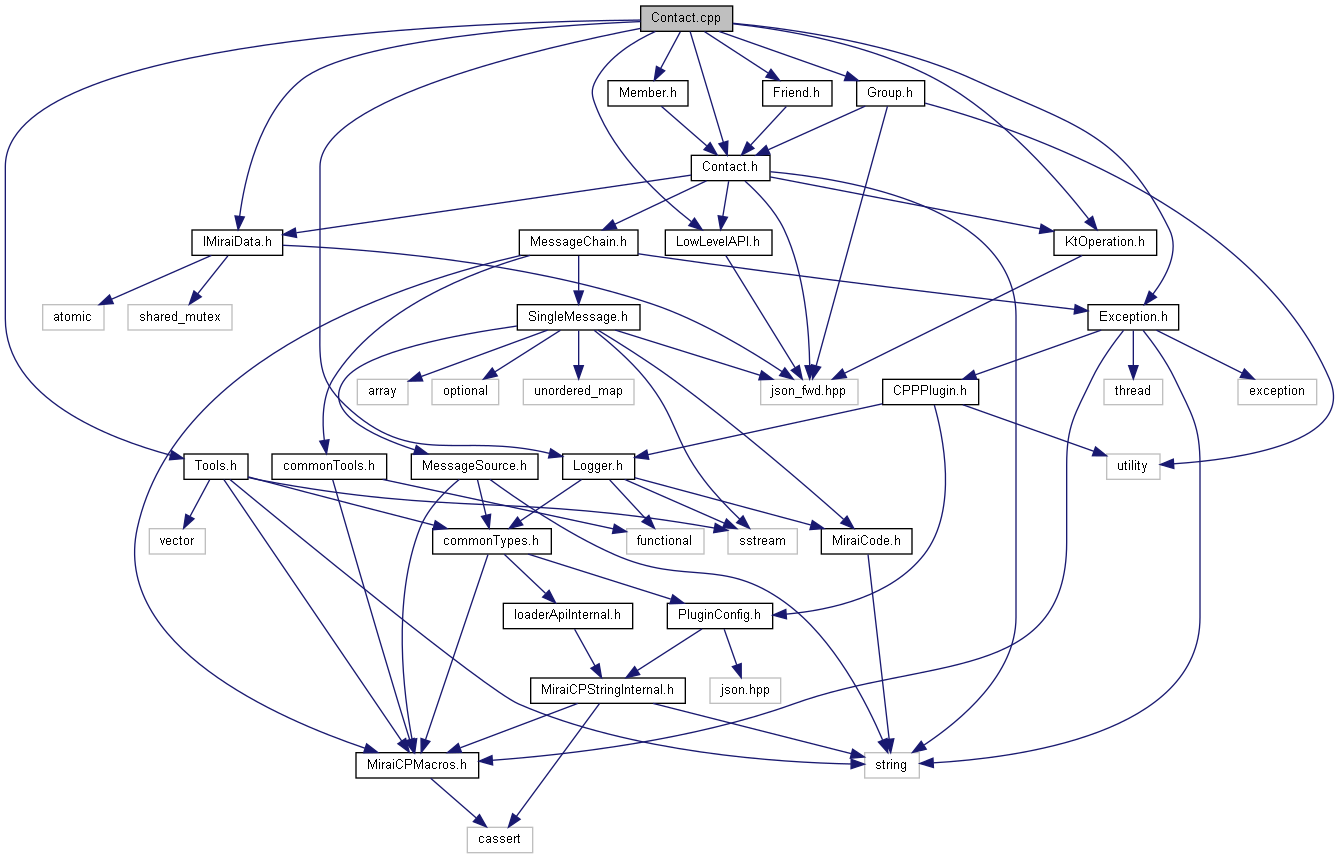 Contact.cpp
Member.h
Friend.h
Group.h
Contact.h
IMiraiData.h
MessageChain.h
LowLevelAPI.h
KtOperation.h
atomic
shared_mutex
SingleMessage.h
Exception.h
array
optional
unordered_map
json_fwd.hpp
CPPPlugin.h
thread
exception
Tools.h
commonTools.h
MessageSource.h
Logger.h
utility
vector
commonTypes.h
functional
sstream
MiraiCode.h
loaderApiInternal.h
PluginConfig.h
MiraiCPStringInternal.h
json.hpp
MiraiCPMacros.h
string
cassert